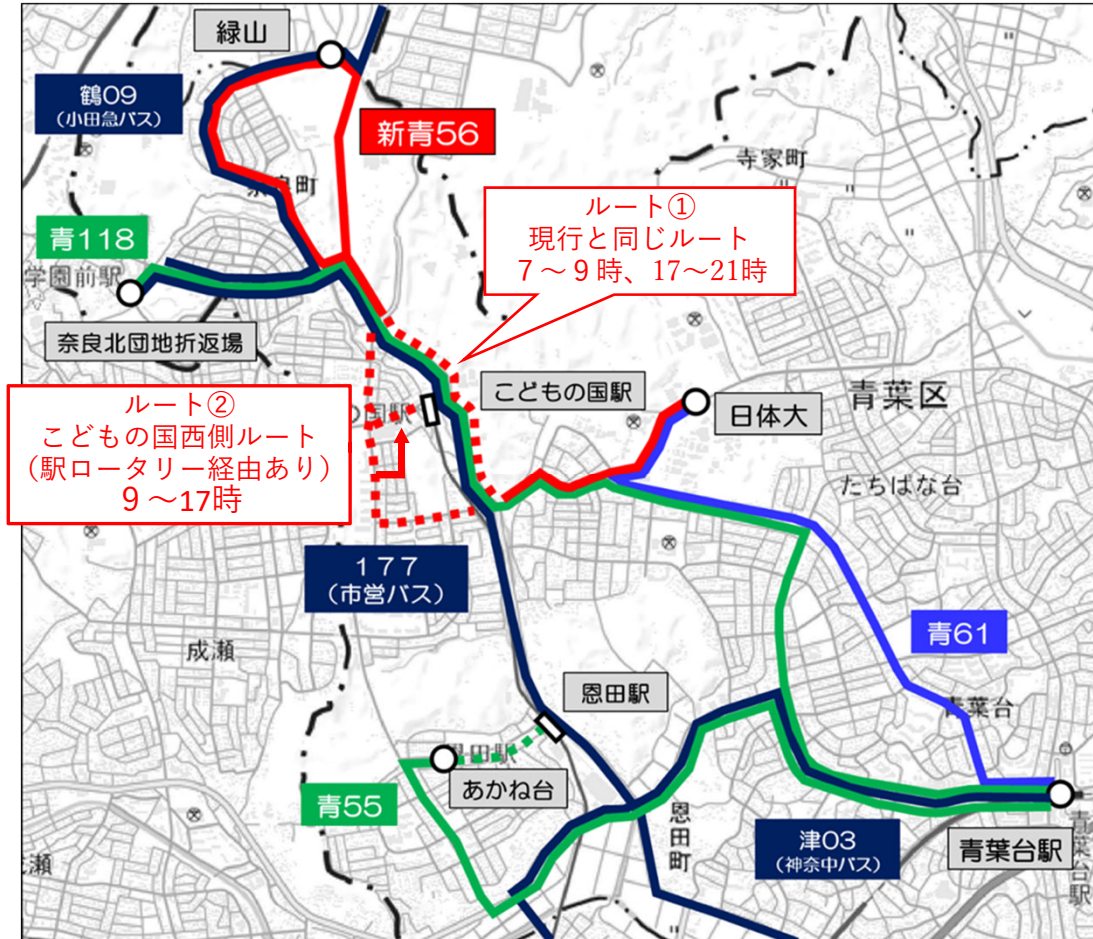 緑山
鶴09
(小田急バス)
新青56
寺家町
ルート①
現行と同じルート
7～9時、17～21時
青118
学園前駅
奈良北団地折返場
こどもの国駅
日体大
青葉区
ルート②
こどもの国西側ルート
(駅ロータリー経由あり)
9～17時
の国駅
たちばな台
177
(市営バス)
成瀬
青61
恩田駅
青葉台
あかね台
青55
恩田町
津03
(神奈中バス)
青葉台駅
青葉台駅